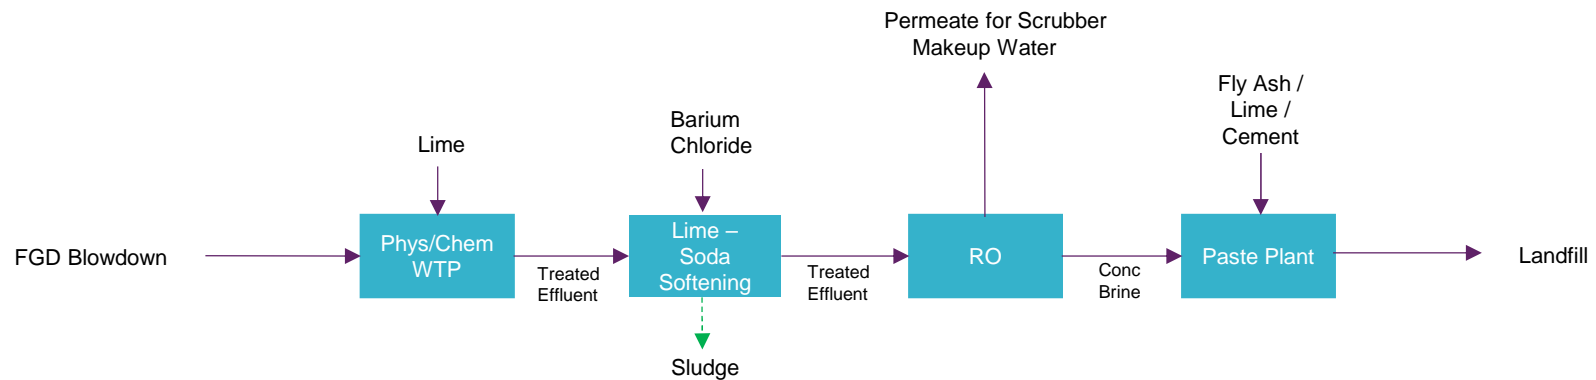 Permeate for Scrubber
Makeup Water
Fly Ash /
Lime /
Cement
Barium
Chloride
Lime
FGD Blowdown
Phys/Chem
WTP
Treated
Effluent
Lime –
Soda
Softening
Treated
Effluent
RO
Conc
Brine
Paste Plant
Landfill
Sludge